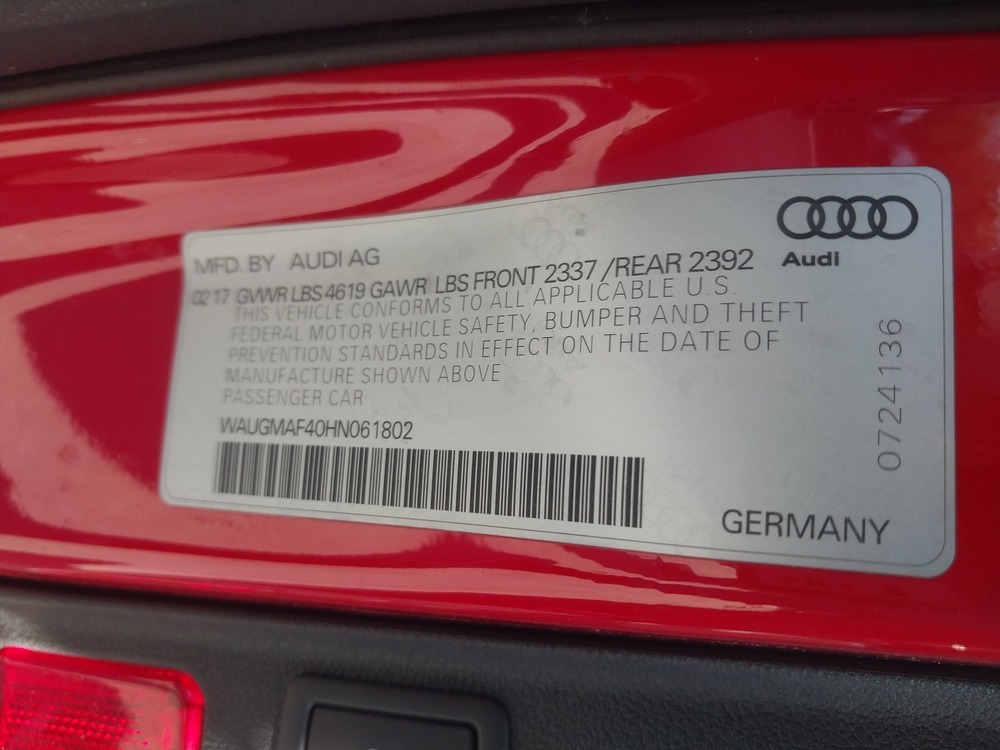 MFD. BY AUDI AG
Audi
02 17 GVWR LBS 4619 GAWR LBS FRONT 2337 /REAR 2392
THIS VEHICLE CONFORMS TO ALL APPLICABLE U.S.
FEDERAL MOTOR VEHICLE SAFETY, BUMPER AND THEFT
PREVENTION STANDARDS IN EFFECT ON THE DATE OF
MANUFACTURE SHOWN ABOVE
PASSENGER CAR
WAUGMAF40HN061802
0724136
GERMANY